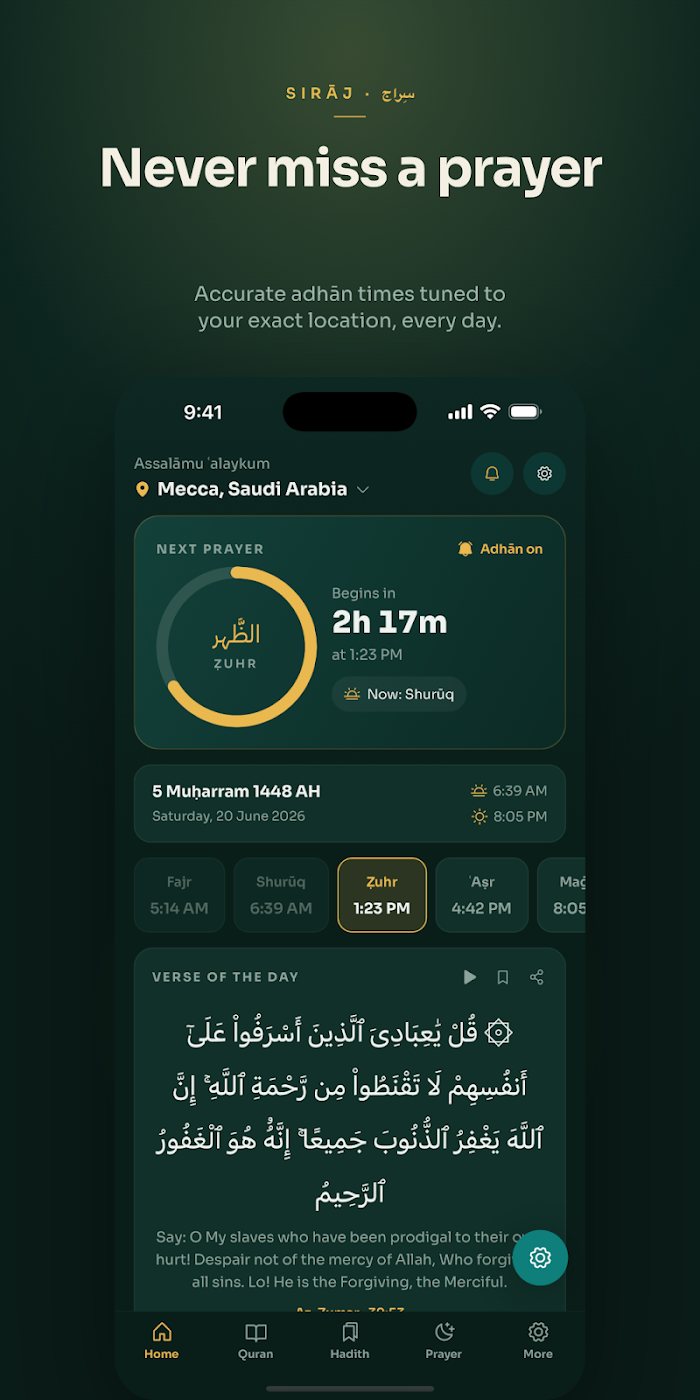 SIRĀJ · سِراج
Never miss a prayer
Accurate adhān times tuned to
your exact location, every day.
9:41
Assalāmu ʿalaykum
Mecca, Saudi Arabia
NEXT PRAYER
Adhān on
الظُّهر
ẒUHR
Begins in
2h 17m
at 1:23 PM
Now: Shurūq
5 Muḥarram 1448 AH
6:39 AM
Saturday, 20 June 2026
8:05 PM
Fajr
5:14 AM
Shurūq
6:39 AM
Ẓuhr
1:23 PM
ʿAṣr
4:42 PM
8:05
VERSE OF THE DAY
۞ قُلْ يَٰعِبَادِىَ ٱلَّذِينَ أَسْرَفُوا۟ عَلَىٰٓ
أَنفُسِهِمْ لَا تَقْنَطُوا۟ مِن رَّحْمَةِ ٱللَّهِ ۚ إِنَّ
ٱللَّهَ يَغْفِرُ ٱلذُّنُوبَ جَمِيعًا ۚ إِنَّهُۥ هُوَ ٱلْغَفُورُ
ٱلرَّحِيمُ
Say: O My slaves who have been prodigal to their
hurt! Despair not of the mercy of Allah, Who
all sins. Lo! He is the Forgiving, the Merciful.
Home
Quran
Hadith
Prayer
More